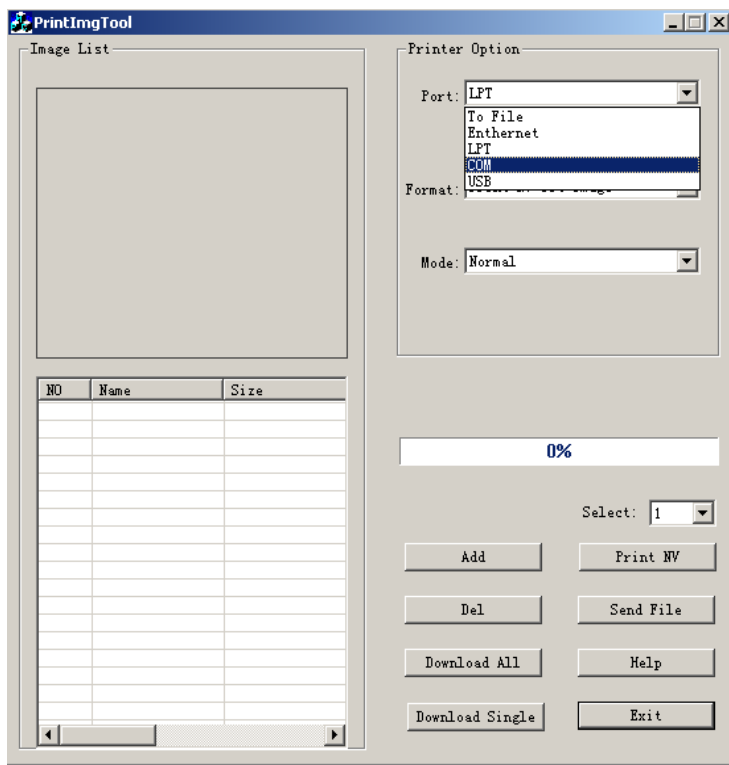 PrintImgTool
Image List
Printer Option
Port: LPT
To File
Enthernet
LPT
COM
USB
Format:
Mode: Normal
NO Name Size
0%
Select: 1
Add Print NV
Del Send File
Download All Help
Download Single Exit